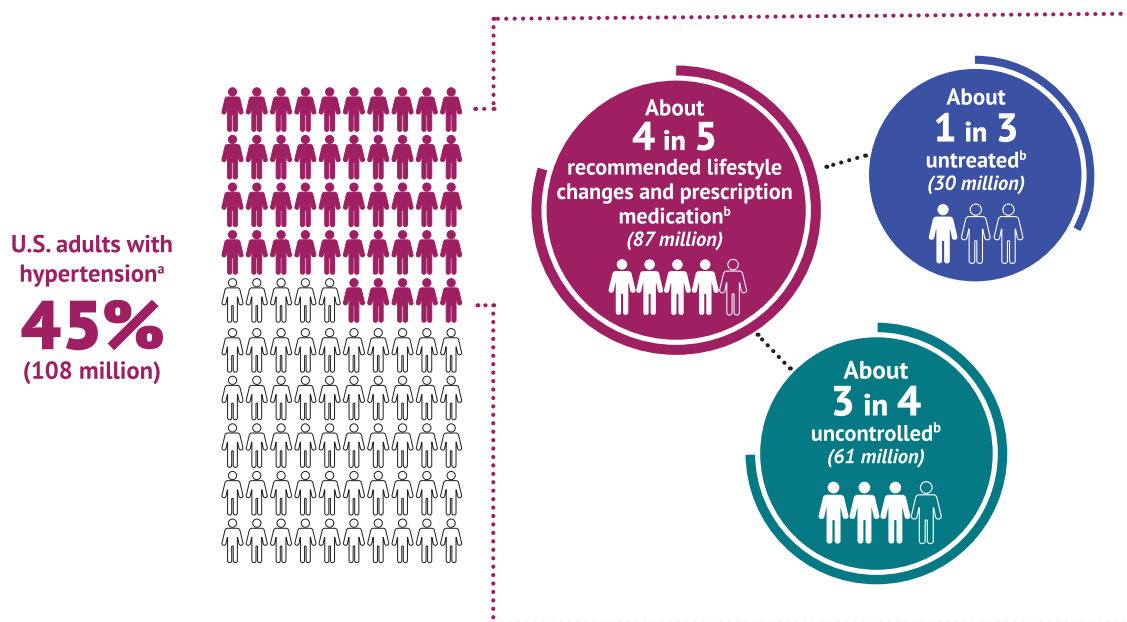 U.S. adults with
hypertensionᵃ
45%
(108 million)
About
4 in 5
recommended lifestyle
changes and prescription
medicationᵇ
(87 million)
About
1 in 3
untreatedᵇ
(30 million)
About
3 in 4
uncontrolledᵇ
(61 million)